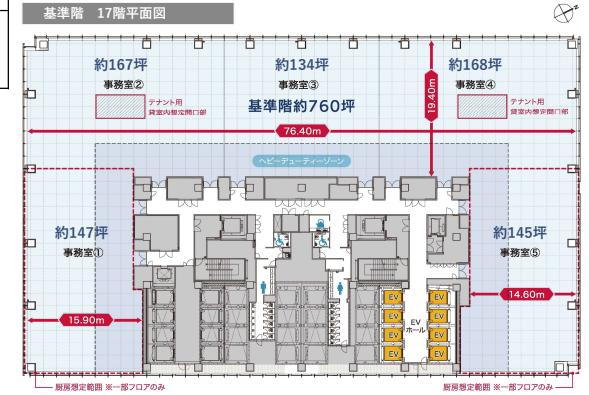 基準階 17階平面図
N
約167坪
事務室②
約134坪
事務室③
約168坪
事務室④
基準階約760坪
テナント用
貸室内想定開口部
テナント用
貸室内想定開口部
19.40m
76.40m
ヘビーデューティーゾーン
約147坪
事務室①
約145坪
事務室⑤
15.90m
14.60m
EV
EV
EV
EV
EV
EV
EV
EV
EV
ホール
厨房想定範囲 ※一部フロアのみ
厨房想定範囲 ※一部フロアのみ